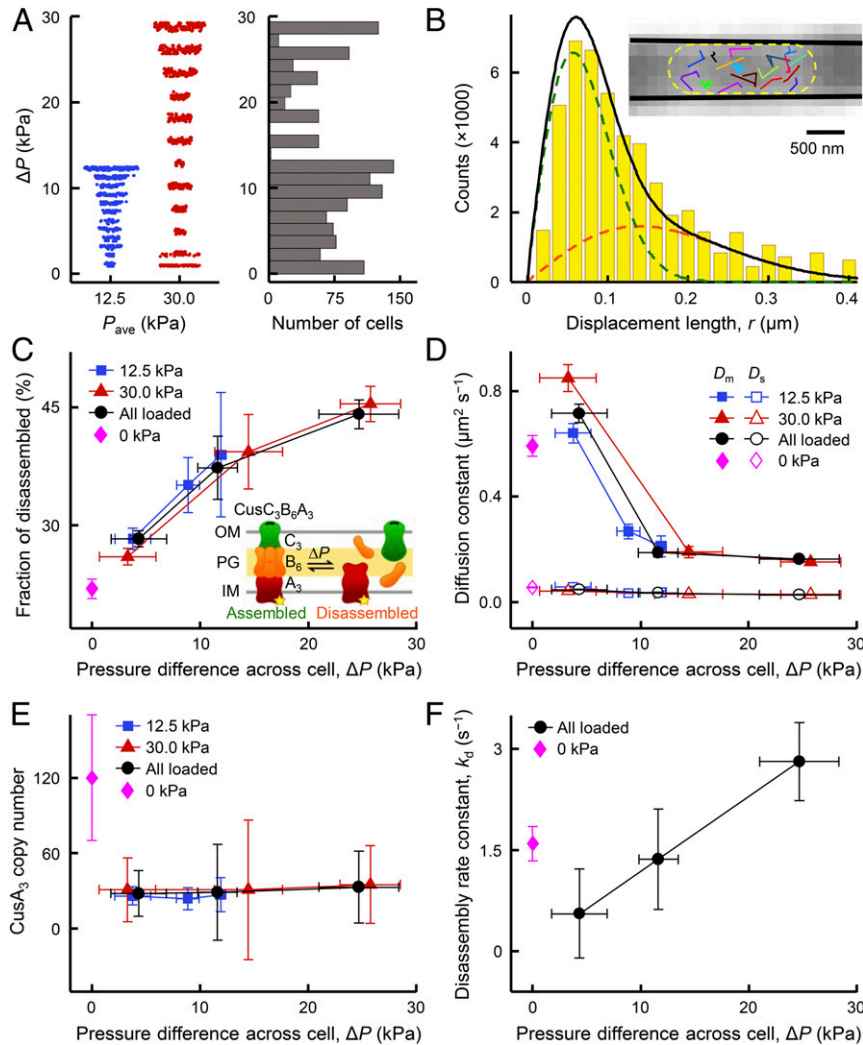 A
30
20
10
0
ΔP (kPa)
12.5
30.0
P_ave (kPa)
0
75
150
Number of cells
B
6
4
2
0
Counts (×1000)
500 nm
0
0.1
0.2
0.3
0.4
Displacement length, r (μm)
C
12.5 kPa
30.0 kPa
All loaded
0 kPa
45
30
Fraction of disassembled (%)
CusC₃B₆A₃
OM
C₃
PG
B₆
ΔP
IM
A₃
Assembled
Disassembled
0
10
20
30
Pressure difference across cell, ΔP (kPa)
D
D_m D_s
12.5 kPa
30.0 kPa
All loaded
0 kPa
0.8
0.4
0.0
Diffusion constant (μm² s⁻¹)
0
10
20
30
Pressure difference across cell, ΔP (kPa)
E
12.5 kPa
30.0 kPa
All loaded
0 kPa
120
60
0
CusA₃ copy number
0
10
20
30
Pressure difference across cell, ΔP (kPa)
F
All loaded
0 kPa
3
1.5
0
Disassembly rate constant, k_d (s⁻¹)
0
10
20
30
Pressure difference across cell, ΔP (kPa)